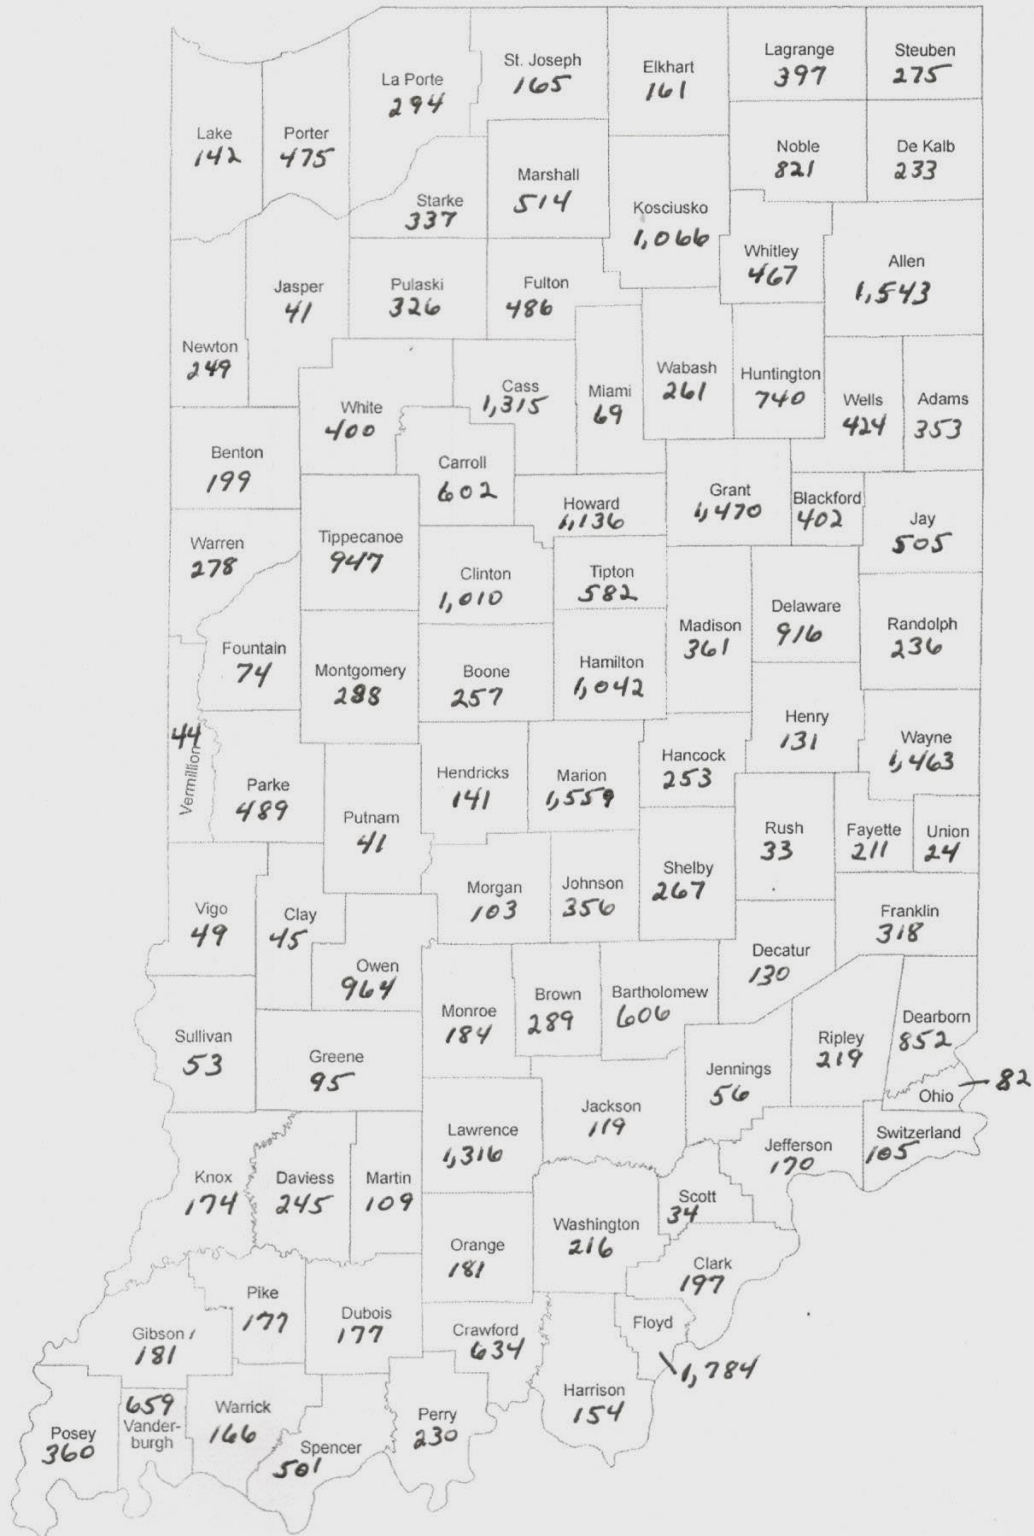 St. Joseph
165
Elkhart
161
Lagrange
397
Steuben
275
La Porte
294
Lake
142
Porter
475
Noble
821
De Kalb
233
Marshall
514
Starke
337
Kosciusko
1,066
Whitley
467
Allen
1,543
Jasper
41
Pulaski
326
Fulton
486
Newton
249
Wabash
261
Huntington
740
Cass
1,315
Miami
69
Wells
424
Adams
353
White
400
Benton
199
Carroll
602
Howard
1,136
Grant
1,470
Blackford
402
Jay
505
Warren
278
Tippecanoe
947
Clinton
1,010
Tipton
582
Delaware
916
Madison
361
Randolph
236
Fountain
74
Montgomery
288
Boone
257
Hamilton
1,042
Henry
131
Wayne
1,463
44
Vermillion
Parke
489
Hendricks
141
Marion
1,559
Hancock
253
Putnam
41
Rush
33
Fayette
211
Union
24
Shelby
267
Morgan
103
Johnson
356
Vigo
49
Clay
45
Franklin
318
Owen
964
Decatur
130
Monroe
184
Brown
289
Bartholomew
606
Dearborn
852
Sullivan
53
Greene
95
Ripley
219
Jennings
56
82
Ohio
Jackson
119
Lawrence
1,316
Jefferson
170
Switzerland
105
Knox
174
Daviess
245
Martin
109
Scott
34
Washington
216
Orange
181
Clark
197
Pike
177
Dubois
177
Gibson
181
Crawford
634
Floyd
1,784
Harrison
154
659
Vander-
burgh
Warrick
166
Perry
230
Posey
360
Spencer
501